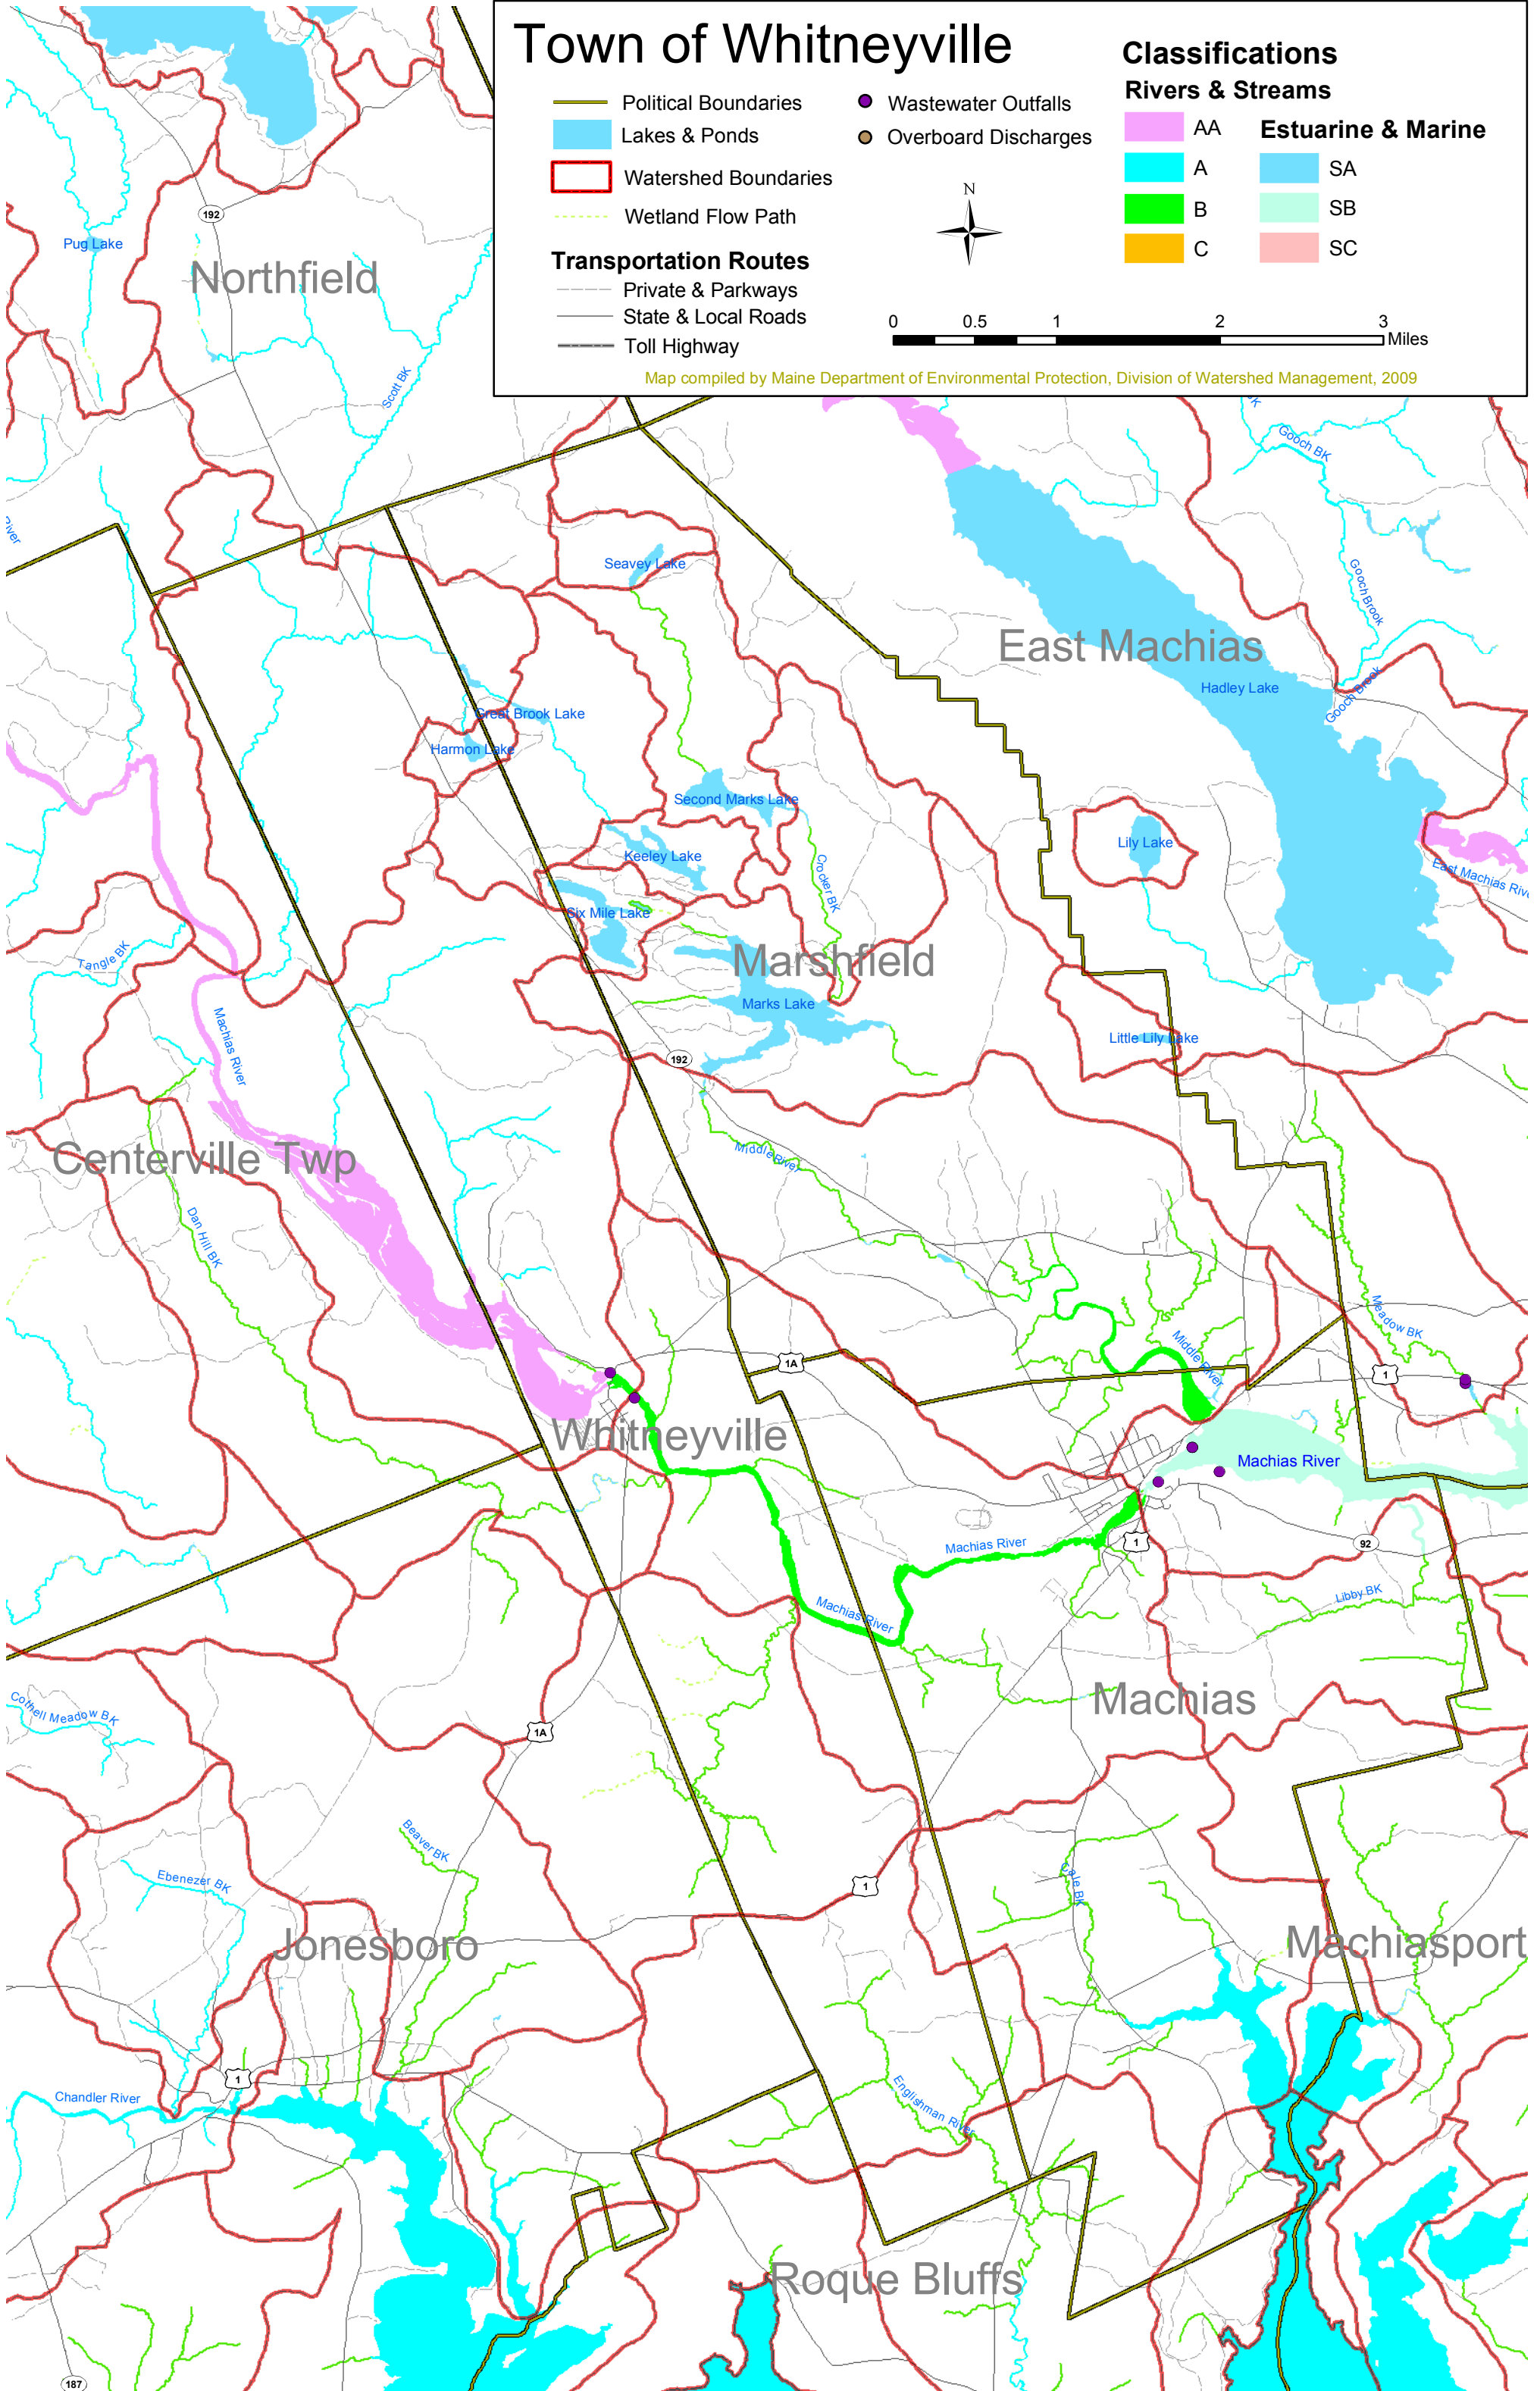 Town of Whitneyville
Political Boundaries
Lakes & Ponds
Watershed Boundaries
Wetland Flow Path
Transportation Routes
Private & Parkways
State & Local Roads
Toll Highway
Wastewater Outfalls
Overboard Discharges
N
Classifications
Rivers & Streams
AA
A
B
C
Estuarine & Marine
SA
SB
SC
0 0.5 1 2 3
Miles
Map compiled by Maine Department of Environmental Protection, Division of Watershed Management, 2009
192
Pug Lake
Northfield
Scott BK
BK
Gooch BK
River
Seavey Lake
Gooch Brook
East Machias
Hadley Lake
Gooch Brook
Great Brook Lake
Harmon Lake
Second Marks Lake
Keeley Lake
Crocker BK
Lily Lake
East Machias Rive
Six Mile Lake
Tangle BK
Marshfield
Marks Lake
Machias River
Little Lily Lake
192
Centerville Twp
Middle River
Dan Hill BK
Meadow BK
Middle River
1A
1
Whitneyville
Machias River
Machias River
1
92
Machias River
Libby BK
Machias
Cothell Meadow BK
1A
Beaver BK
Ebenezer BK
1
Cale BK
Jonesboro
Machiasport
1
Chandler River
Englishman River
Roque Bluffs
187